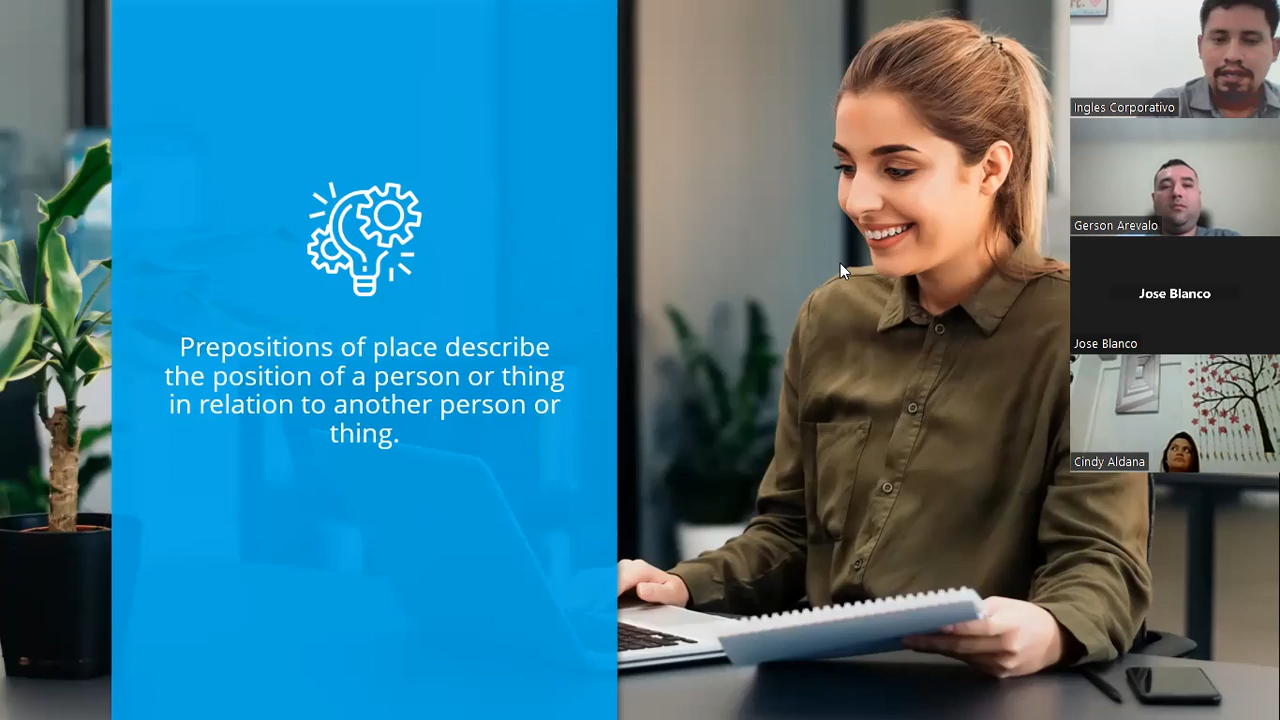 Prepositions of place describe
the position of a person or thing
in relation to another person or
thing.
Ingles Corporativo
Gerson Arevalo
Jose Blanco
Jose Blanco
Cindy Aldana